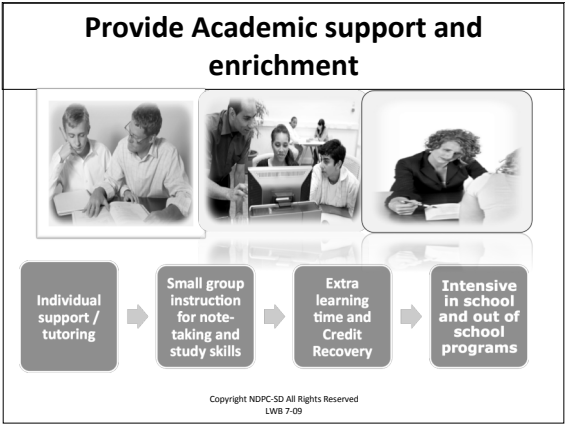 Provide Academic support and
enrichment
Individual
support /
tutoring
Small group
instruction
for note-
taking and
study skills
Extra
learning
time and
Credit
Recovery
Intensive
in school
and out of
school
programs
Copyright NDPC-SD All Rights Reserved
LWB 7-09